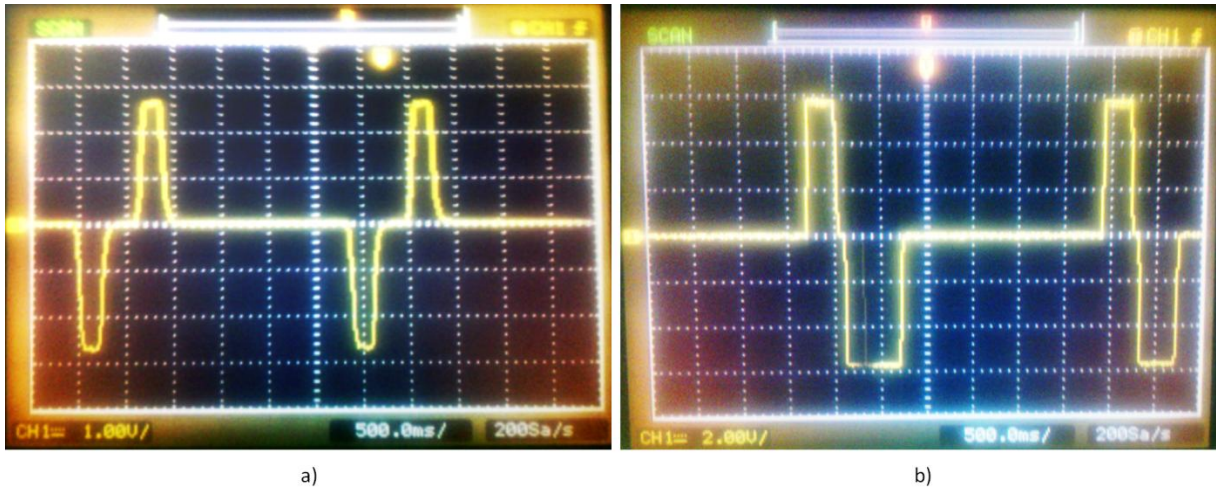 SCAN
CH1
CH1 1.00V/ 500.0ms/ 200Sa/s
a)
SCAN
CH1
CH1 2.00V/ 500.0ms/ 200Sa/s
b)